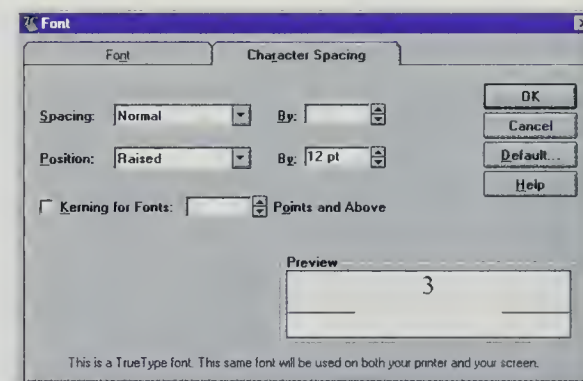 Font
Font Character Spacing
Spacing: Normal By: OK
Cancel
Position: Raised By: 12 pt Default...
Help
Kerning for Fonts: Points and Above
Preview
3
This is a TrueType font. This same font will be used on both your printer and your screen.